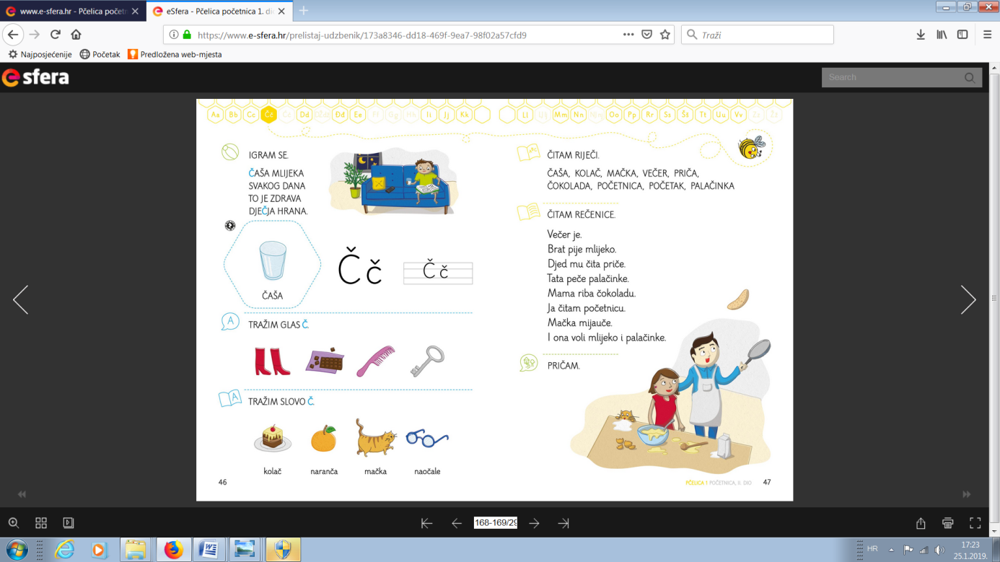 www.e-sfera.hr - Pčelica početn
eSfera - Pčelica početnica 1. di
https://www.e-sfera.hr/prelistaj-udzbenik/173a8346-dd18-469f-9ea7-98f02a57cfd9
Traži
Najposjećenije
Početak
Predložena web-mjesta
esfera
Search
Aa Bb Cc Čč Ćć Dd Dždž Đđ Ee Ff Gg Hh Ii Jj Kk
Ll Lj Mm Nn Nj Oo Pp Rr Ss Šš Tt Uu Vv Zz Žž
IGRAM SE.
ČAŠA MLIJEKA
SVAKOG DANA
TO JE ZDRAVA
DJEČJA HRANA.
Č č
Č č
ČAŠA
A
TRAŽIM GLAS Č.
A
TRAŽIM SLOVO Č.
kolač
naranča
mačka
naočale
46
ČITAM RIJEČI.
ČAŠA, KOLAČ, MAČKA, VEČER, PRIČA,
ČOKOLADA, POČETNICA, POČETAK, PALAČINKA
ČITAM REČENICE.
Večer je.
Brat pije mlijeko.
Djed mu čita priče.
Tata peče palačinke.
Mama riba čokoladu.
Ja čitam početnicu.
Mačka mijauče.
I ona voli mlijeko i palačinke.
PRIČAM.
PČELICA 1 POČETNICA, II. DIO
47
168-169/29
HR
17:23
25.1.2019.